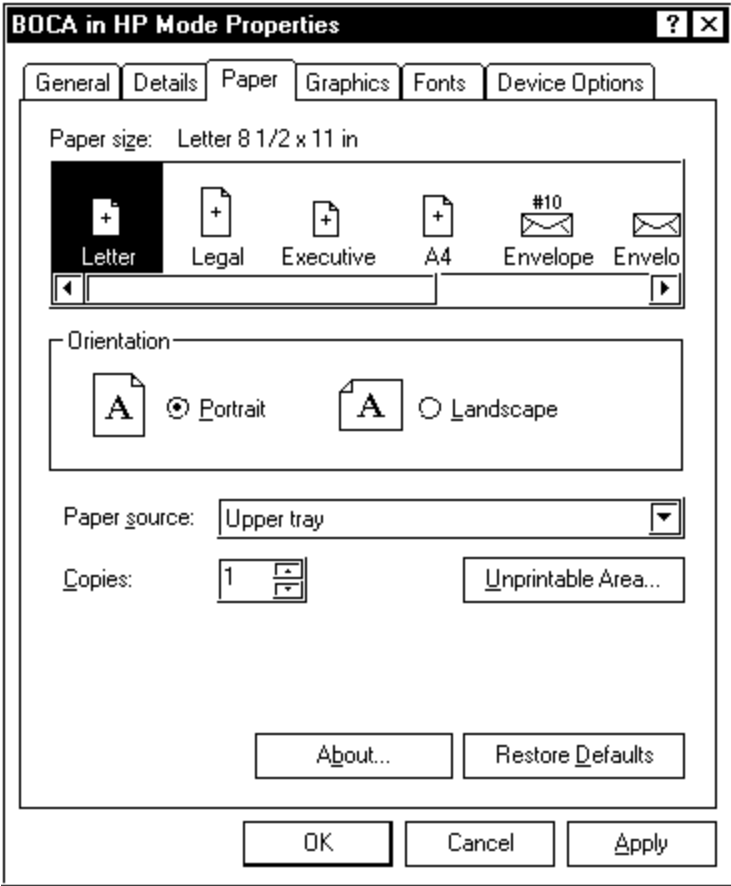 BOCA in HP Mode Properties ? X
General Details Paper Graphics Fonts Device Options
Paper size: Letter 8 1/2 x 11 in
#10
Letter Legal Executive A4 Envelope Envelo
Orientation
A Portrait A Landscape
Paper source: Upper tray
Copies: 1 Unprintable Area...
About... Restore Defaults
OK Cancel Apply